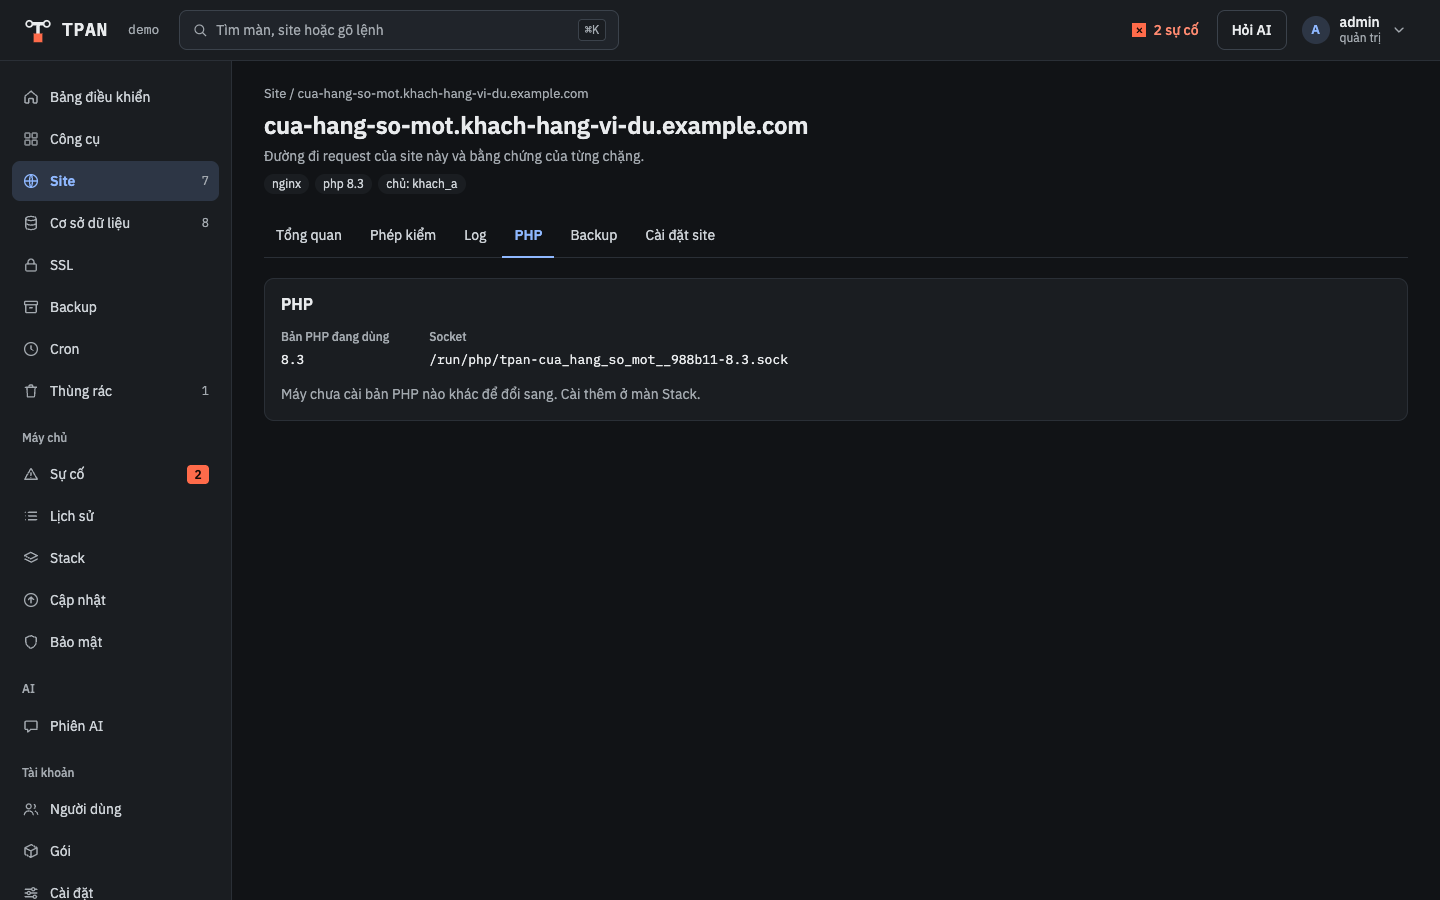 TPAN demo
Tìm màn, site hoặc gõ lệnh ⌘K
2 sự cố
Hỏi AI
A
admin
quản trị
Bảng điều khiển
Công cụ
Site 7
Cơ sở dữ liệu 8
SSL
Backup
Cron
Thùng rác 1
Máy chủ
Sự cố 2
Lịch sử
Stack
Cập nhật
Bảo mật
AI
Phiên AI
Tài khoản
Người dùng
Gói
Cài đặt
Site / cua-hang-so-mot.khach-hang-vi-du.example.com
cua-hang-so-mot.khach-hang-vi-du.example.com
Đường đi request của site này và bằng chứng của từng chặng.
nginx php 8.3 chủ: khach_a
Tổng quan Phép kiểm Log PHP Backup Cài đặt site
PHP
Bản PHP đang dùng Socket
8.3 /run/php/tpan-cua_hang_so_mot__988b11-8.3.sock
Máy chưa cài bản PHP nào khác để đổi sang. Cài thêm ở màn Stack.